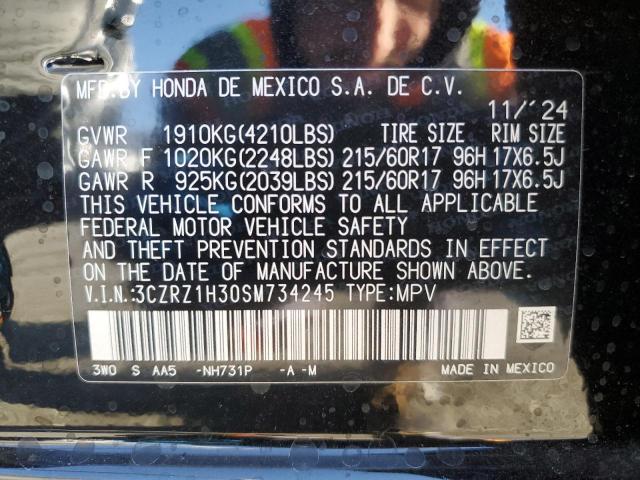 MFD.BY HONDA DE MEXICO S.A. DE C.V.
11/'24
GVWR 1910KG(4210LBS) TIRE SIZE RIM SIZE
GAWR F 1020KG(2248LBS) 215/60R17 96H 17X6.5J
GAWR R 925KG(2039LBS) 215/60R17 96H 17X6.5J
THIS VEHICLE CONFORMS TO ALL APPLICABLE
FEDERAL MOTOR VEHICLE SAFETY
AND THEFT PREVENTION STANDARDS IN EFFECT
ON THE DATE OF MANUFACTURE SHOWN ABOVE.
V.I.N.:3CZRZ1H30SM734245 TYPE:MPV
3W0 S AA5 -NH731P -A -M
MADE IN MEXICO